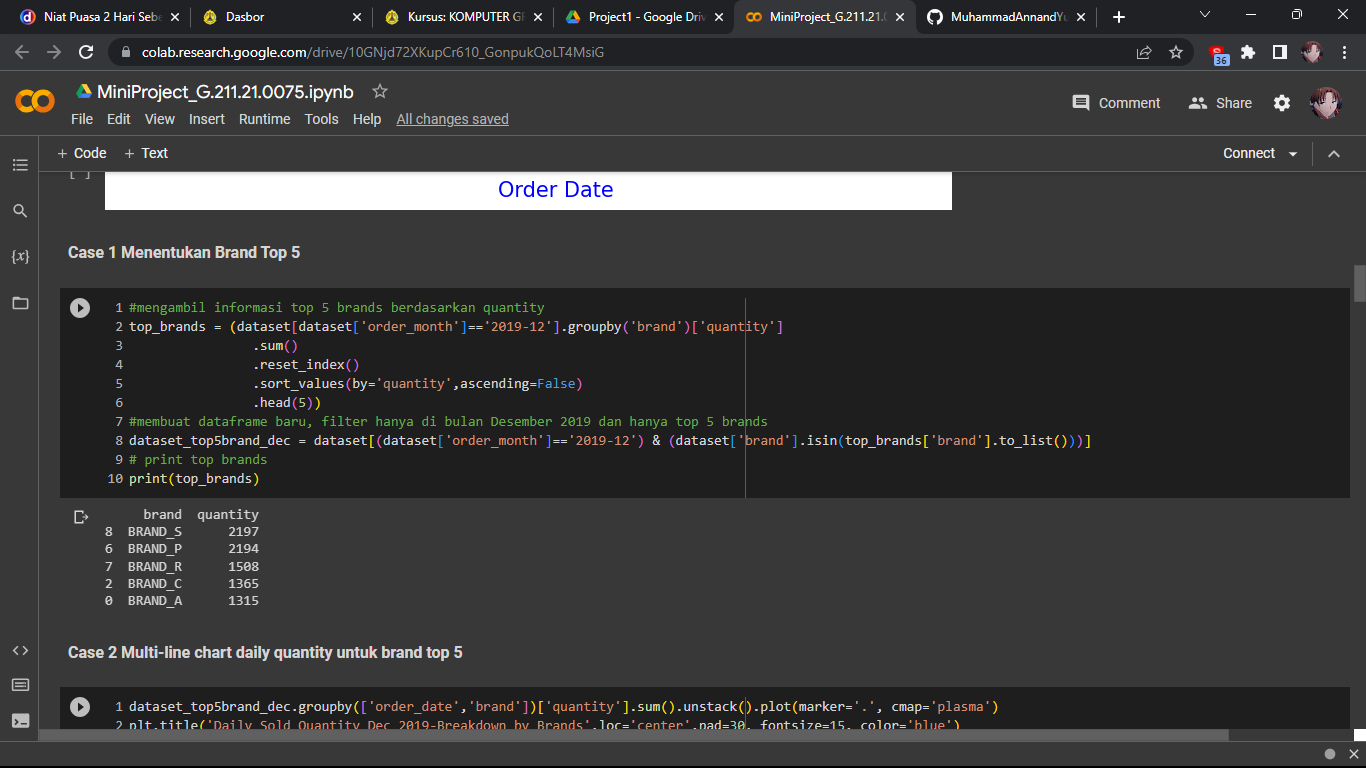 Niat Puasa 2 Hari Seb
Dasbor
Kursus: KOMPUTER G
Project1 - Google Driv
MiniProject_G.211.21.
MuhammadAnnandY
colab.research.google.com/drive/10GNjd72XKupCr610_GonpukQoLT4MsiG
36
MiniProject_G.211.21.0075.ipynb
Comment
Share
File Edit View Insert Runtime Tools Help All changes saved
+ Code + Text
Connect
[ ]
Order Date
{x}
Case 1 Menentukan Brand Top 5
1 #mengambil informasi top 5 brands berdasarkan quantity
2 top_brands = (dataset[dataset['order_month']=='2019-12'].groupby('brand')['quantity']
3 .sum()
4 .reset_index()
5 .sort_values(by='quantity',ascending=False)
6 .head(5))
7 #membuat dataframe baru, filter hanya di bulan Desember 2019 dan hanya top 5 brands
8 dataset_top5brand_dec = dataset[(dataset['order_month']=='2019-12') & (dataset['brand'].isin(top_brands['brand'].to_list()))]
9 # print top brands
10 print(top_brands)
brand quantity
8 BRAND_S 2197
6 BRAND_P 2194
7 BRAND_R 1508
2 BRAND_C 1365
0 BRAND_A 1315
Case 2 Multi-line chart daily quantity untuk brand top 5
1 dataset_top5brand_dec.groupby(['order_date','brand'])['quantity'].sum().unstack().plot(marker='.', cmap='plasma')
2 plt.title('Daily Sold Quantity Dec 2019-Breakdown by Brands',loc='center',pad=30, fontsize=15, color='blue')